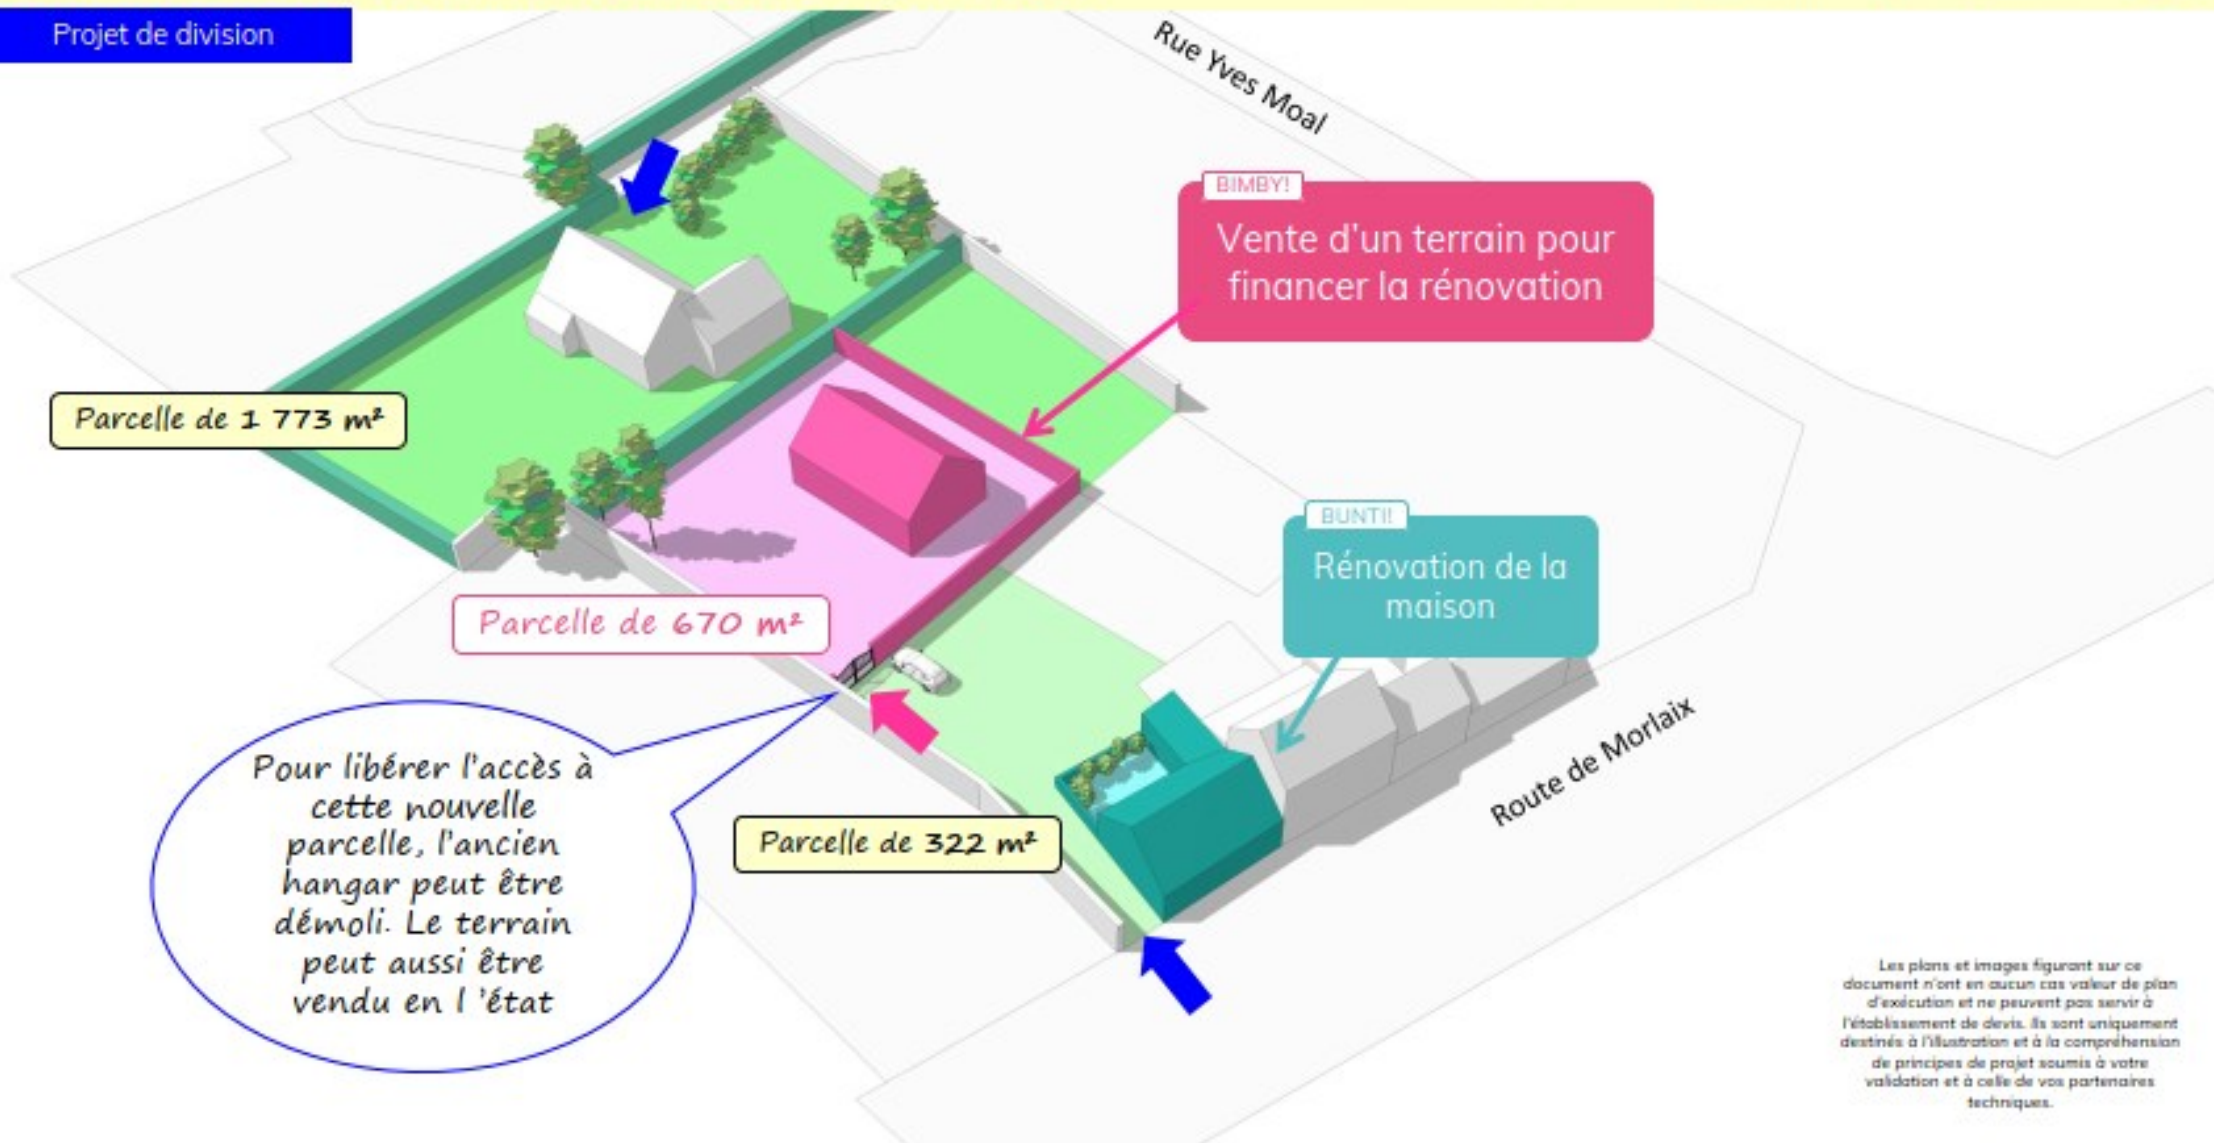 Projet de division
Rue Yves Moal
BIMBY!
Vente d'un terrain pour
financer la rénovation
Parcelle de 1 773 m²
BUNTI!
Rénovation de la
maison
Parcelle de 670 m²
Route de Morlaix
Pour libérer l'accès à
cette nouvelle
parcelle, l'ancien
hangar peut être
démoli. Le terrain
peut aussi être
vendu en l 'état
Parcelle de 322 m²
Les plans et images figurant sur ce
document n'ont en aucun cas valeur de plan
d'exécution et ne peuvent pas servir à
l'établissement de devis. Ils sont uniquement
destinés à l'illustration et à la compréhension
de principes de projet soumis à votre
validation et à celle de vos partenaires
techniques.